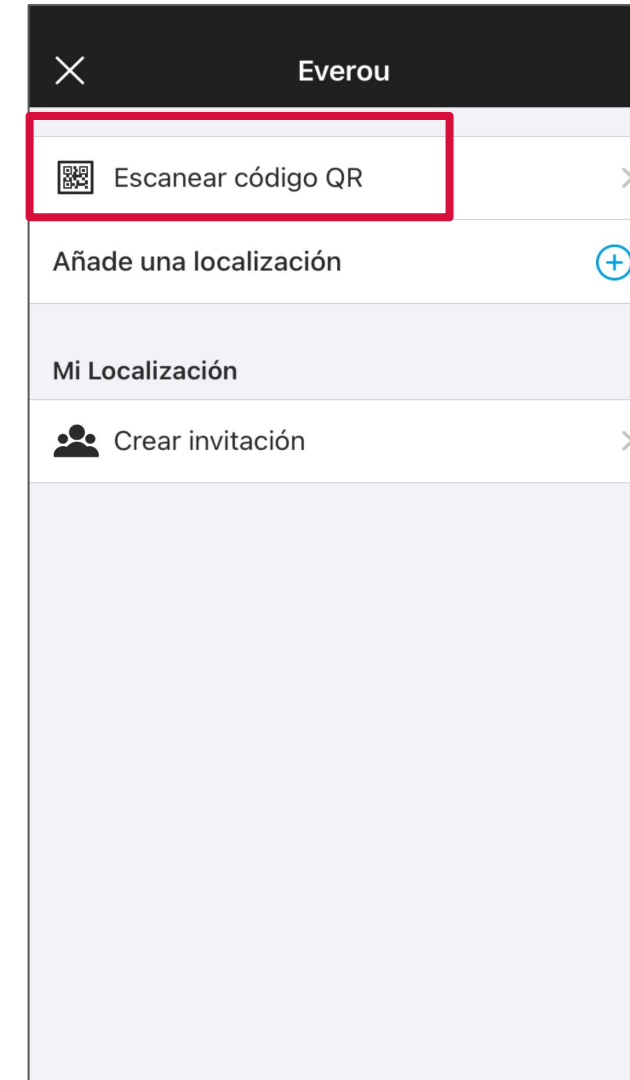 Everou
Escanear código QR
Añade una localización
Mi Localización
Crear invitación